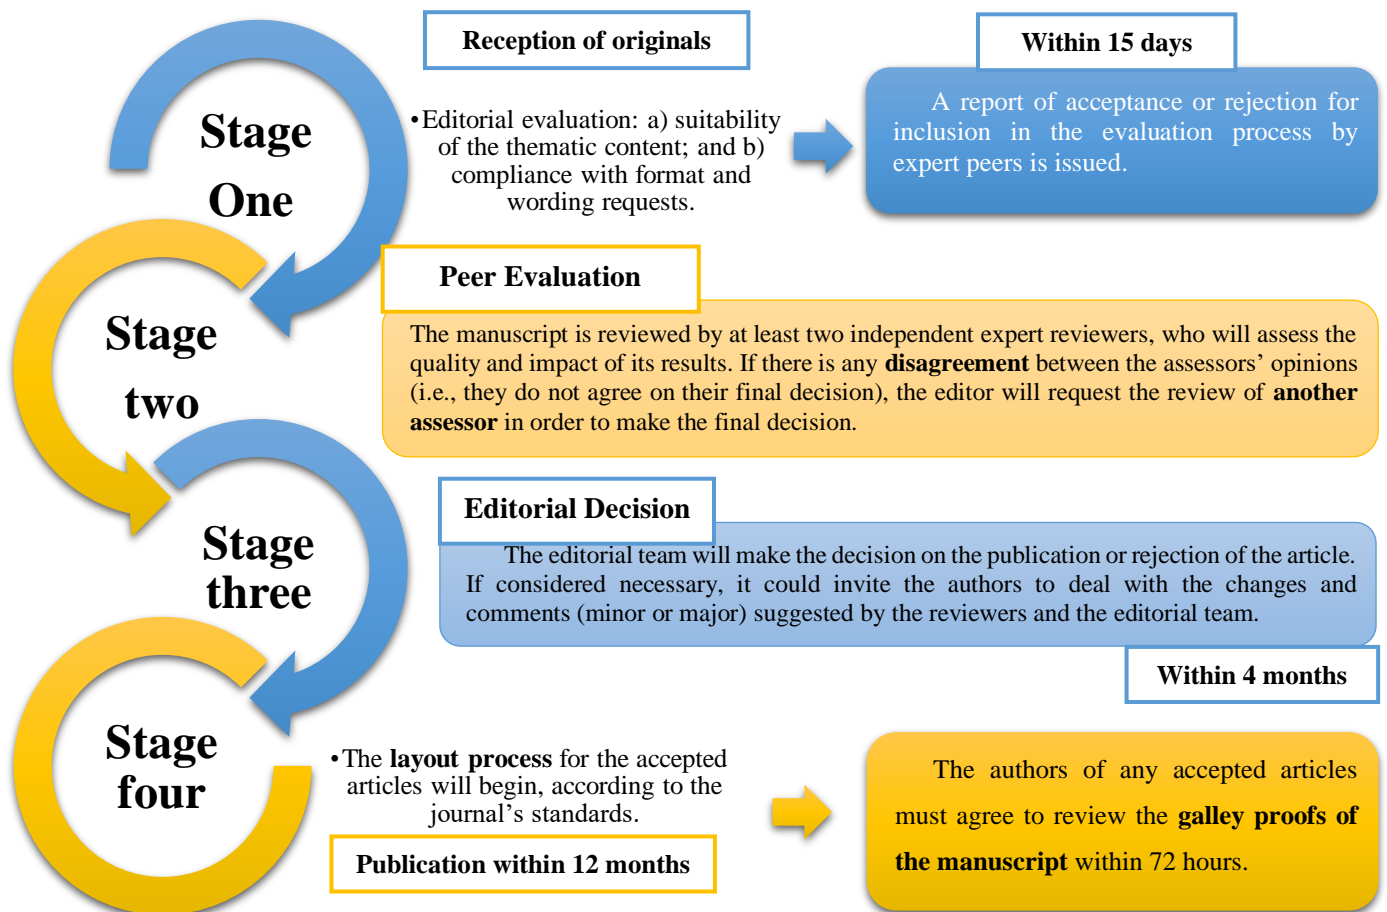 Stage
One
Reception of originals
•Editorial evaluation: a) suitability
of the thematic content; and b)
compliance with format and
wording requests.
Within 15 days
A report of acceptance or rejection for
inclusion in the evaluation process by
expert peers is issued.
Stage
two
Peer Evaluation
The manuscript is reviewed by at least two independent expert reviewers, who will assess the
quality and impact of its results. If there is any disagreement between the assessors’ opinions
(i.e., they do not agree on their final decision), the editor will request the review of another
assessor in order to make the final decision.
Stage
three
Editorial Decision
The editorial team will make the decision on the publication or rejection of the article.
If considered necessary, it could invite the authors to deal with the changes and
comments (minor or major) suggested by the reviewers and the editorial team.
Within 4 months
Stage
four
•The layout process for the accepted
articles will begin, according to the
journal’s standards.
Publication within 12 months
The authors of any accepted articles
must agree to review the galley proofs of
the manuscript within 72 hours.